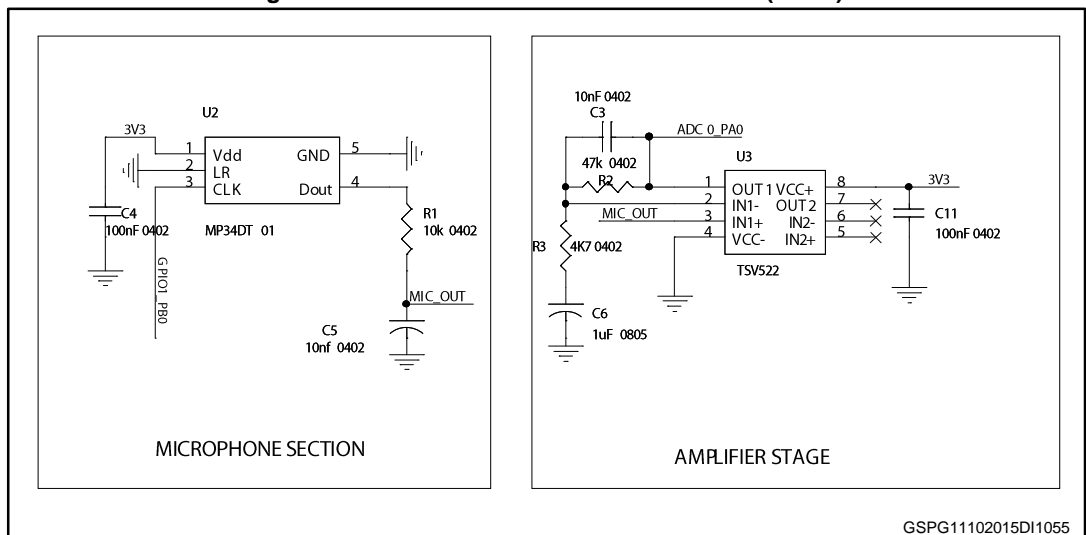 U2
3V3
1 Vdd GND 5
2 LR
3 CLK Dout 4
C4
100nF 0402
MP34DT 01
R1
10k 0402
GPIO1_PB0
MIC_OUT
C5
10nf 0402
MICROPHONE SECTION
10nF 0402
C3
ADC 0_PA0
47k 0402
R2
U3
1 OUT 1 VCC+ 8
3V3
2 IN1- OUT 2 7
MIC_OUT
3 IN1+ IN2- 6
4 VCC- IN2+ 5
C11
100nF 0402
R3
4K7 0402
TSV522
C6
1uF 0805
AMPLIFIER STAGE
GSPG11102015DI1055